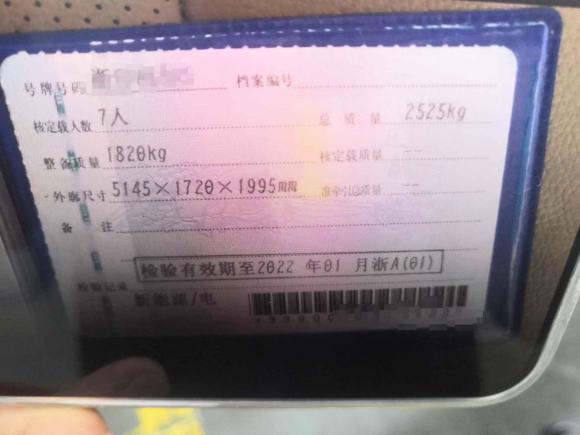 号牌号码 档案编号
核定载人数 7人 总质量 2525kg
整备质量 1820kg 核定载质量 --
外廓尺寸 5145×1720×1995 准牵引总质量 --
备注
检验有效期至2022 年01 月浙A(01)
检验记录
新能源/电